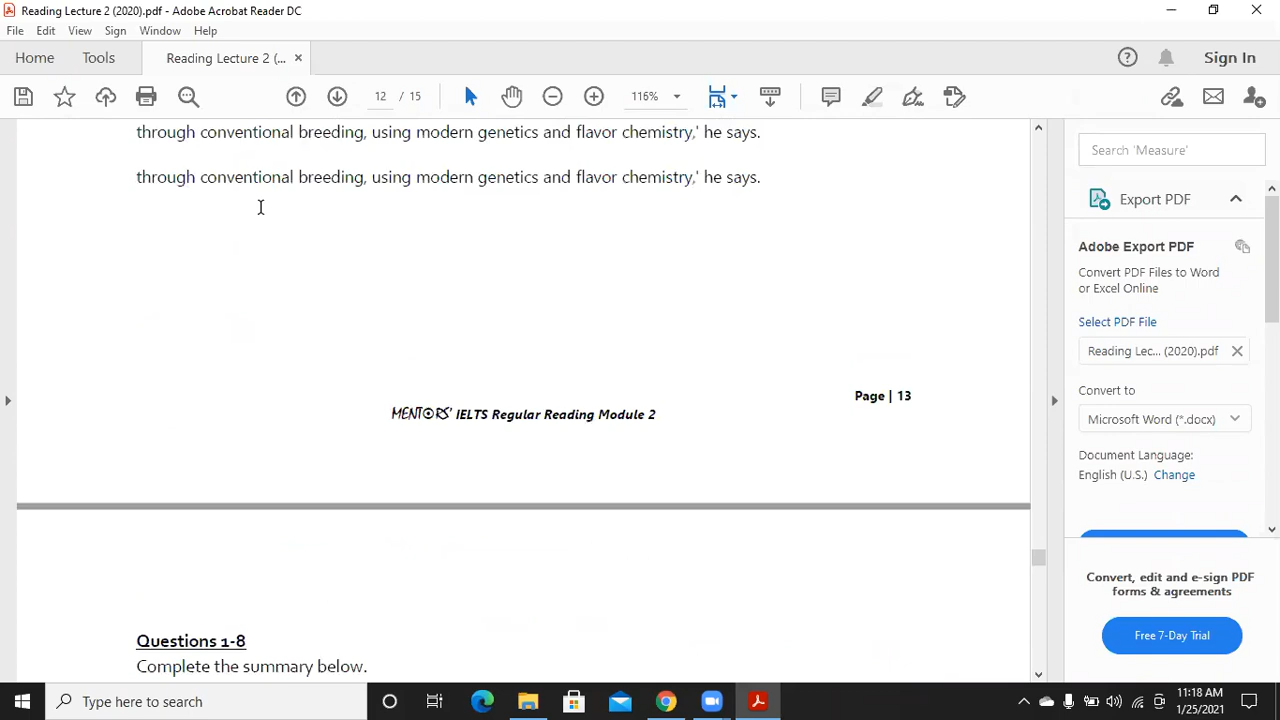 Reading Lecture 2 (2020).pdf - Adobe Acrobat Reader DC
File Edit View Sign Window Help
Home Tools Reading Lecture 2 (... × Sign In
12 / 15 116%
through conventional breeding, using modern genetics and flavor chemistry,' he says.
through conventional breeding, using modern genetics and flavor chemistry,' he says.
Page | 13
MENTORS' IELTS Regular Reading Module 2
Questions 1-8
Complete the summary below.
Search 'Measure'
Export PDF
Adobe Export PDF
Convert PDF Files to Word
or Excel Online
Select PDF File
Reading Lec... (2020).pdf
Convert to
Microsoft Word (*.docx)
Document Language:
English (U.S.) Change
Convert, edit and e-sign PDF
forms & agreements
Free 7-Day Trial
Type here to search
11:18 AM
1/25/2021